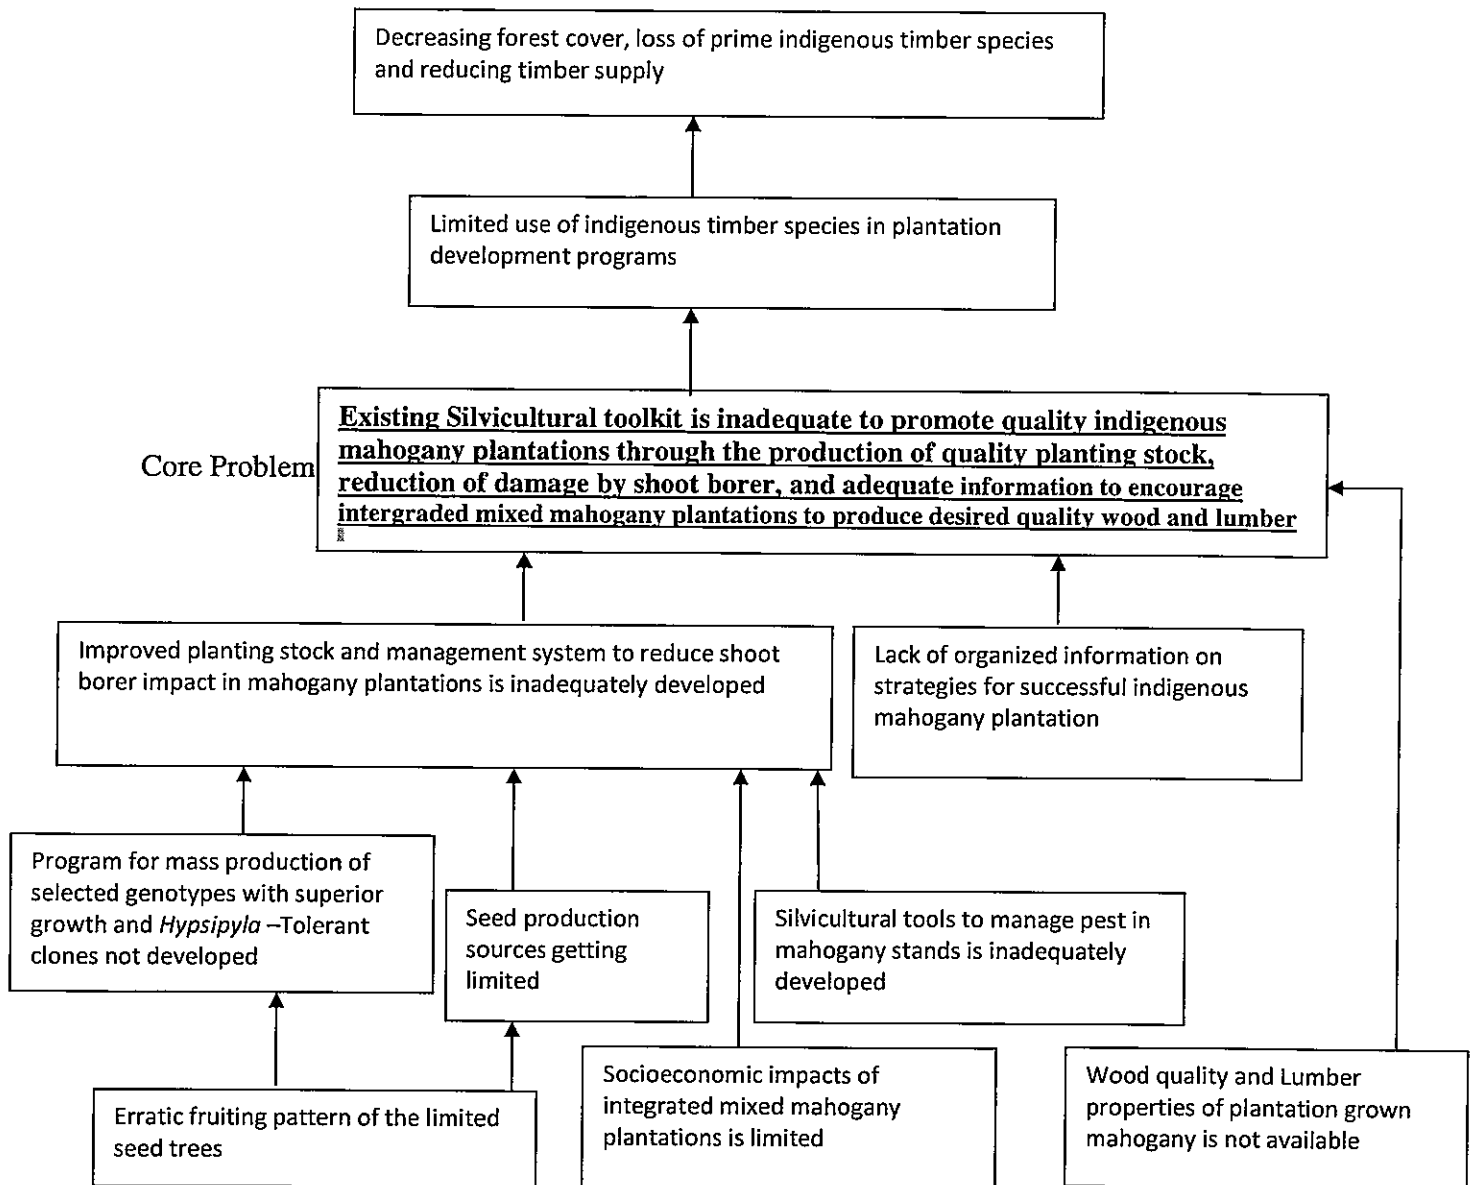 Decreasing forest cover, loss of prime indigenous timber species
and reducing timber supply
Limited use of indigenous timber species in plantation
development programs
Core Problem
Existing Silvicultural toolkit is inadequate to promote quality indigenous
mahogany plantations through the production of quality planting stock,
reduction of damage by shoot borer, and adequate information to encourage
intergraded mixed mahogany plantations to produce desired quality wood and lumber
Improved planting stock and management system to reduce shoot
borer impact in mahogany plantations is inadequately developed
Lack of organized information on
strategies for successful indigenous
mahogany plantation
Program for mass production of
selected genotypes with superior
growth and Hypsipyla –Tolerant
clones not developed
Seed production
sources getting
limited
Silvicultural tools to manage pest in
mahogany stands is inadequately
developed
Erratic fruiting pattern of the limited
seed trees
Socioeconomic impacts of
integrated mixed mahogany
plantations is limited
Wood quality and Lumber
properties of plantation grown
mahogany is not available